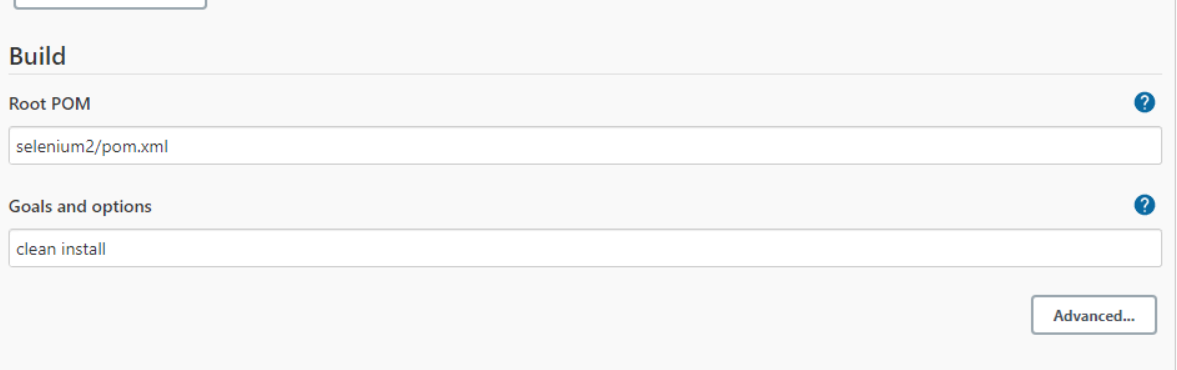 Build
Root POM
?
selenium2/pom.xml
Goals and options
?
clean install
Advanced...